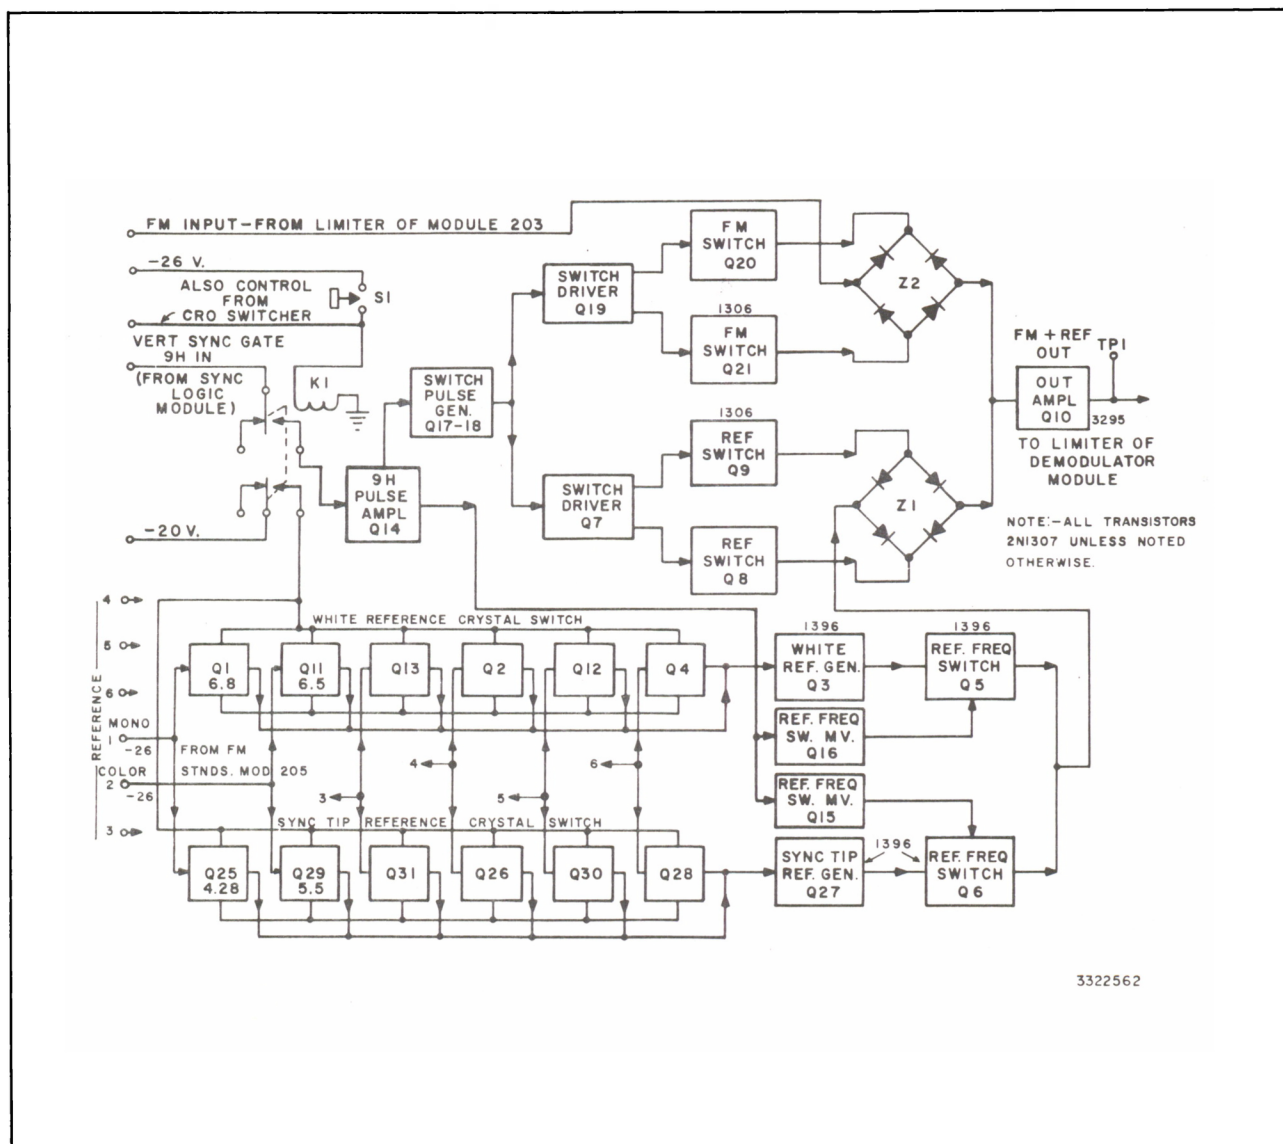 FM INPUT-FROM LIMITER OF MODULE 203
-26 V.
ALSO CONTROL
FROM
CRO SWITCHER
S1
VERT SYNC GATE
9H IN
(FROM SYNC
LOGIC
MODULE)
K1
-20V.
SWITCH
PULSE
GEN.
Q17-18
9H
PULSE
AMPL
Q14
SWITCH
DRIVER
Q19
SWITCH
DRIVER
Q7
FM
SWITCH
Q20
1306
FM
SWITCH
Q21
1306
REF
SWITCH
Q9
REF
SWITCH
Q8
Z2
Z1
FM + REF
OUT
TP1
OUT
AMPL
Q10
3295
TO LIMITER OF
DEMODULATOR
MODULE
NOTE:-ALL TRANSISTORS
2N1307 UNLESS NOTED
OTHERWISE.
REFERENCE
4
5
6
MONO
1
-26
COLOR
2
-26
3
FROM FM
STNDS. MOD 205
WHITE REFERENCE CRYSTAL SWITCH
Q1
6.8
Q11
6.5
Q13
Q2
Q12
Q4
4
6
3
5
SYNC TIP REFERENCE CRYSTAL SWITCH
Q25
4.28
Q29
5.5
Q31
Q26
Q30
Q28
1396
WHITE
REF. GEN.
Q3
1396
REF. FREQ
SWITCH
Q5
REF. FREQ
SW. MV.
Q16
REF. FREQ
SW. MV.
Q15
SYNC TIP
REF. GEN.
Q27
1396
REF. FREQ
SWITCH
Q6
3322562